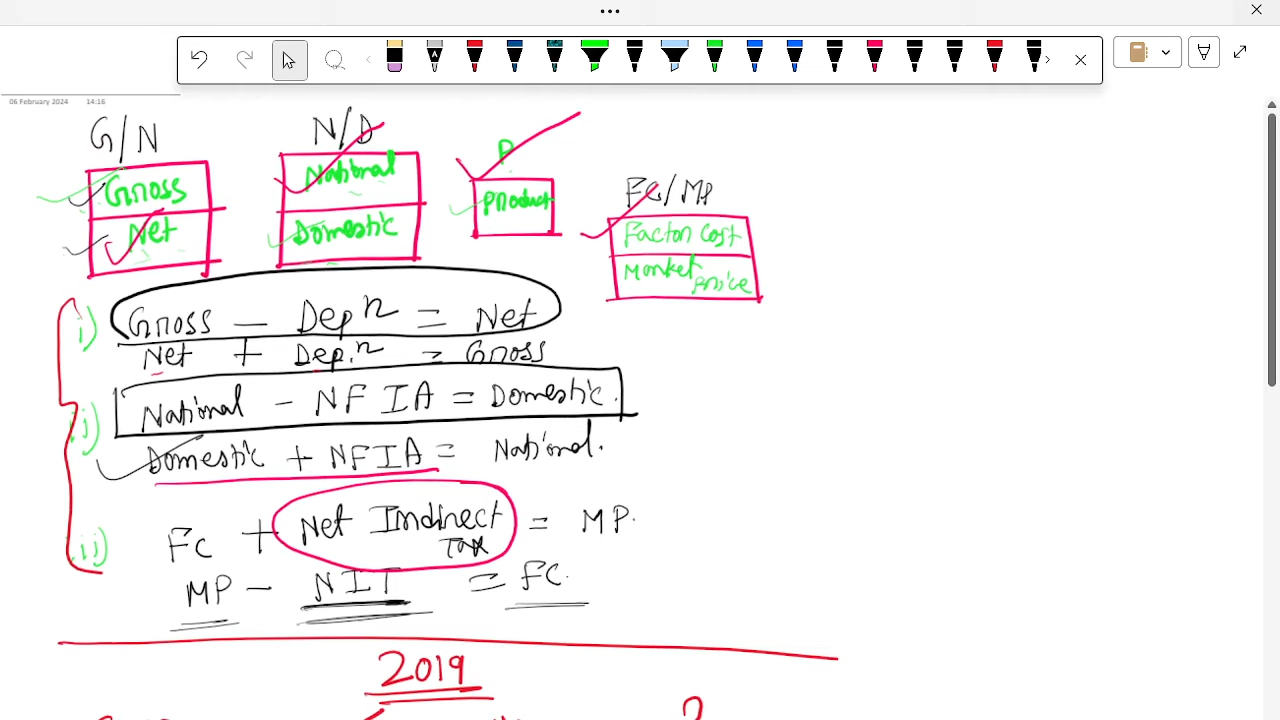 06 February 2024 14:16
G/N N/D P FC/MP
Gross National Product Factor Cost
Net Domestic Market Price
i) Gross - Depn = Net
Net + Dep.n = Gross
ii) National - NFIA = Domestic.
Domestic + NFIA = National.
iii) FC + Net Indirect Tax = MP.
MP - NIT = FC.
2019
?